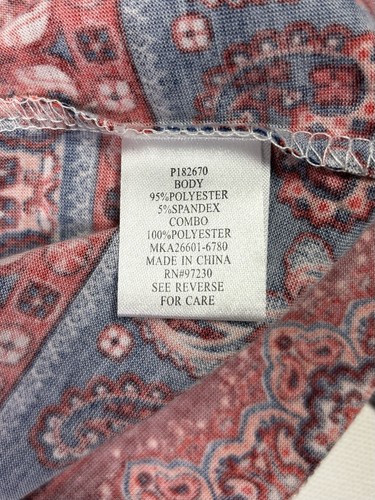 P182670
BODY
95%POLYESTER
5%SPANDEX
COMBO
100%POLYESTER
MKA26601-6780
MADE IN CHINA
RN#97230
SEE REVERSE
FOR CARE